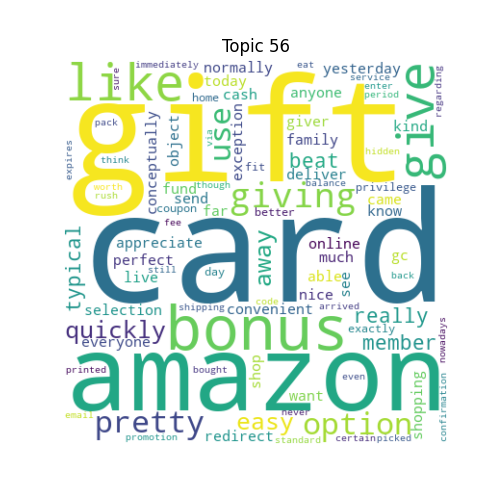 Topic 56
immediately
eat
sure
normally
yesterday
service
like
today
enter
regarding
home
cash
anyone
period
give
gift
pack
conceptually
object
use
exception
giver
kind
hidden
family
expires
think
via
fit
beat
deliver
worth
rush
fund
though
balance
privilege
send
giving
came
coupon
far
better
know
card
fee
typical
appreciate
away
online
gc
perfect
still
day
able
much
see
back
live
nice
code
selection
shipping
arrived
convenient
really
quickly
bonus
exactly
member
everyone
nowadays
amazon
printed
bought
shop
even
want
shopping
confirmation
email
pretty
easy
never
option
promotion
redirect
standard
certain
picked